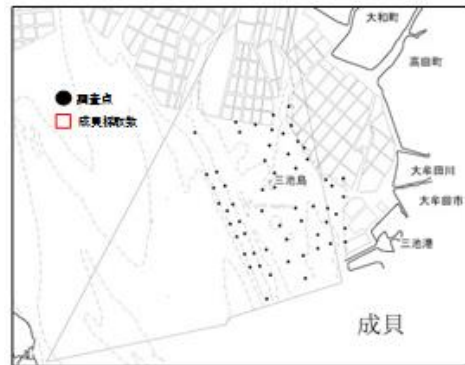 大和町
高田町
調査点
成貝採取数
三池島
大牟田川
大牟田市
三池港
成貝